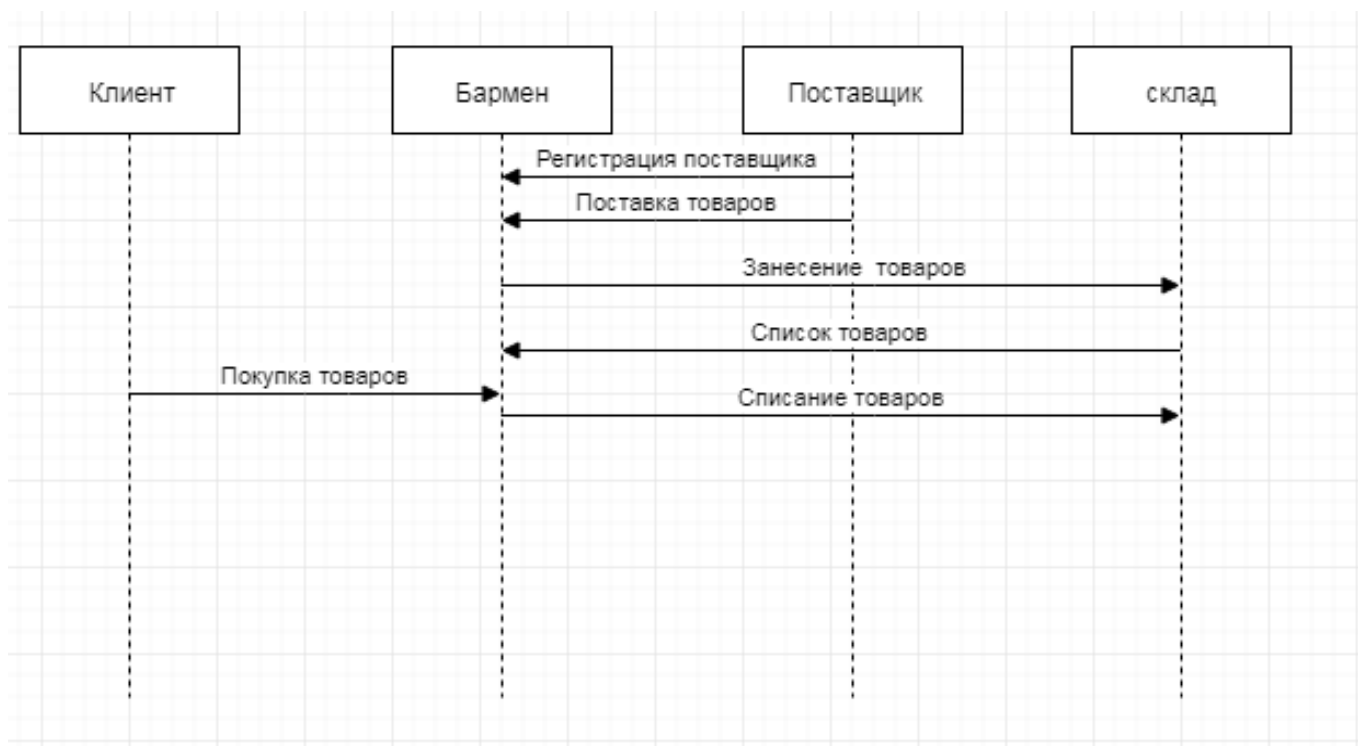 Клиент
Бармен
Поставщик
склад
Регистрация поставщика
Поставка товаров
Занесение  товаров
Список товаров
Покупка товаров
Списание товаров